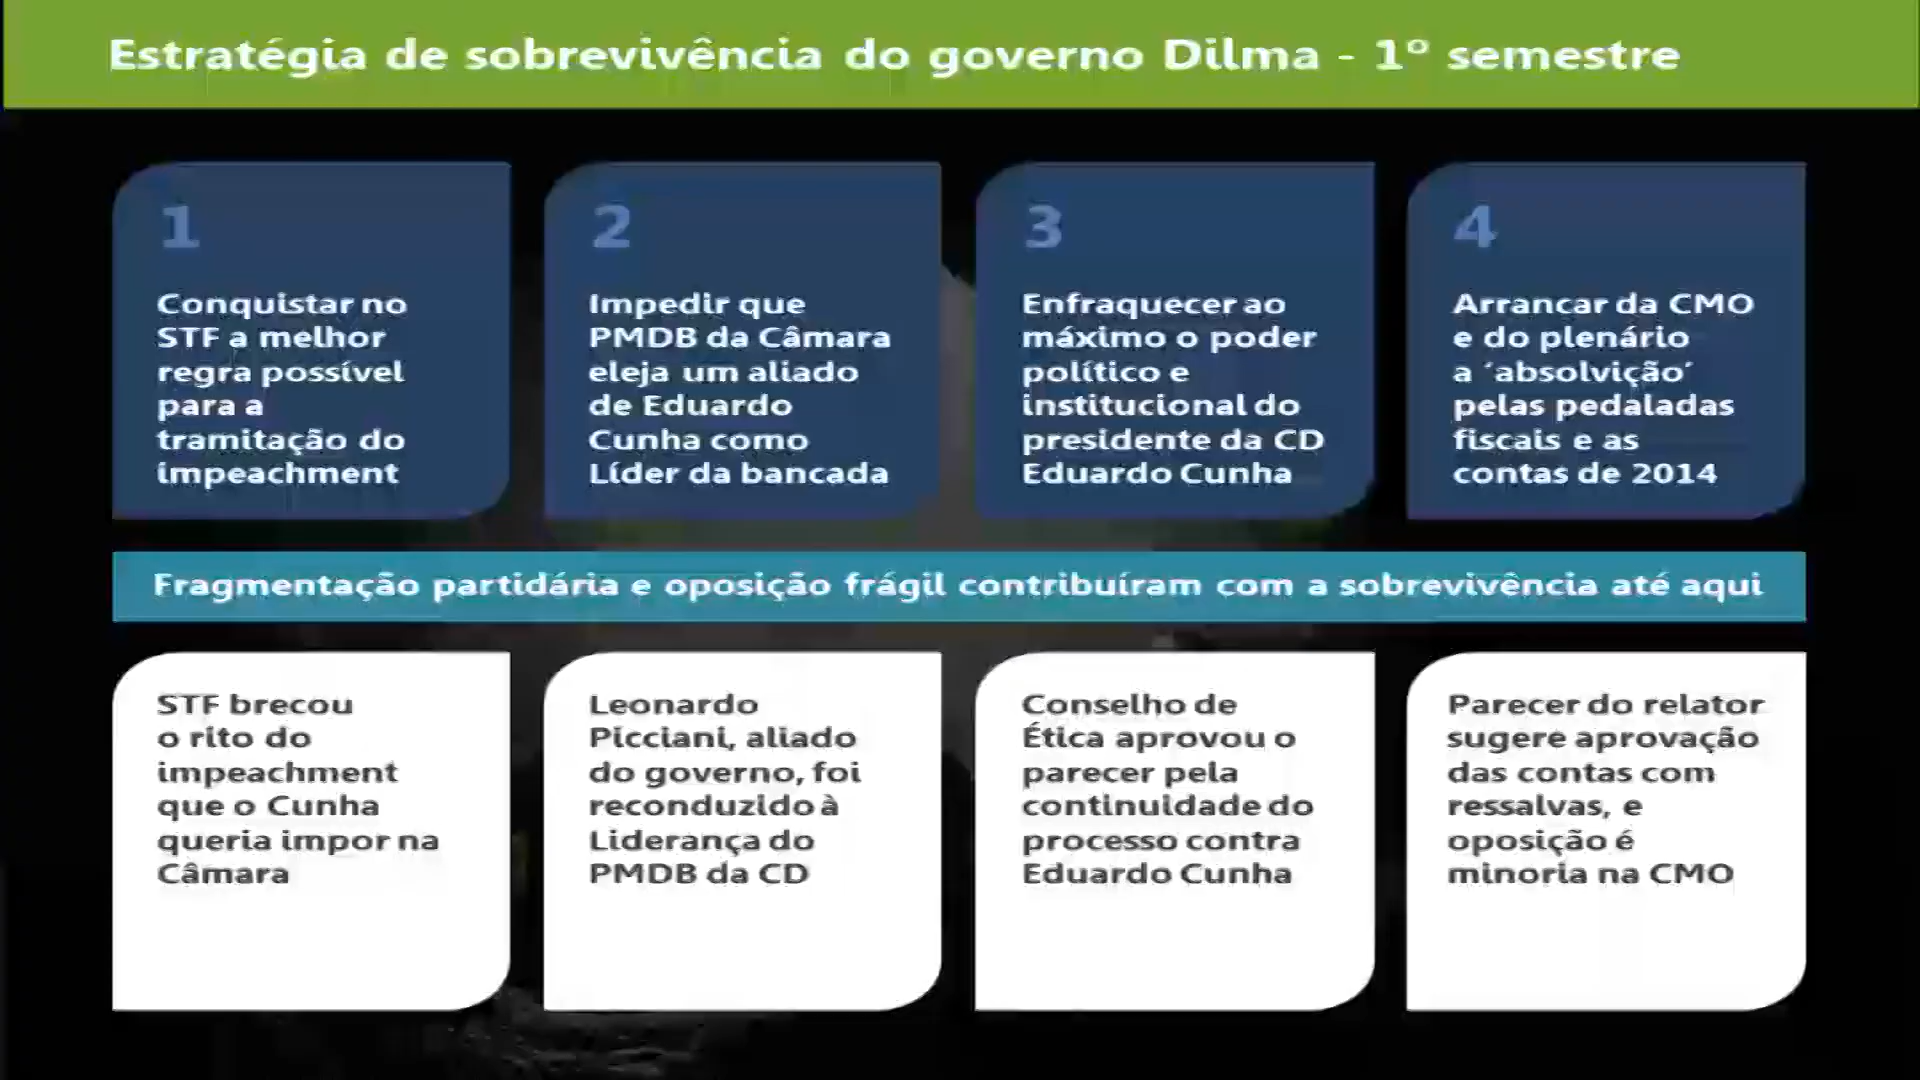 Estratégia de sobrevivência do governo Dilma - 1º semestre
1
Conquistar no
STF a melhor
regra possível
para a
tramitação do
impeachment
2
Impedir que
PMDB da Câmara
eleja um aliado
de Eduardo
Cunha como
Líder da bancada
3
Enfraquecer ao
máximo o poder
político e
institucional do
presidente da CD
Eduardo Cunha
4
Arrancar da CMO
e do plenário
a ‘absolvição’
pelas pedaladas
fiscais e as
contas de 2014
Fragmentação partidária e oposição frágil contribuíram com a sobrevivência até aqui
STF brecou
o rito do
impeachment
que o Cunha
queria impor na
Câmara
Leonardo
Picciani, aliado
do governo, foi
reconduzido à
Liderança do
PMDB da CD
Conselho de
Ética aprovou o
parecer pela
continuidade do
processo contra
Eduardo Cunha
Parecer do relator
sugere aprovação
das contas com
ressalvas, e
oposição é
minoria na CMO